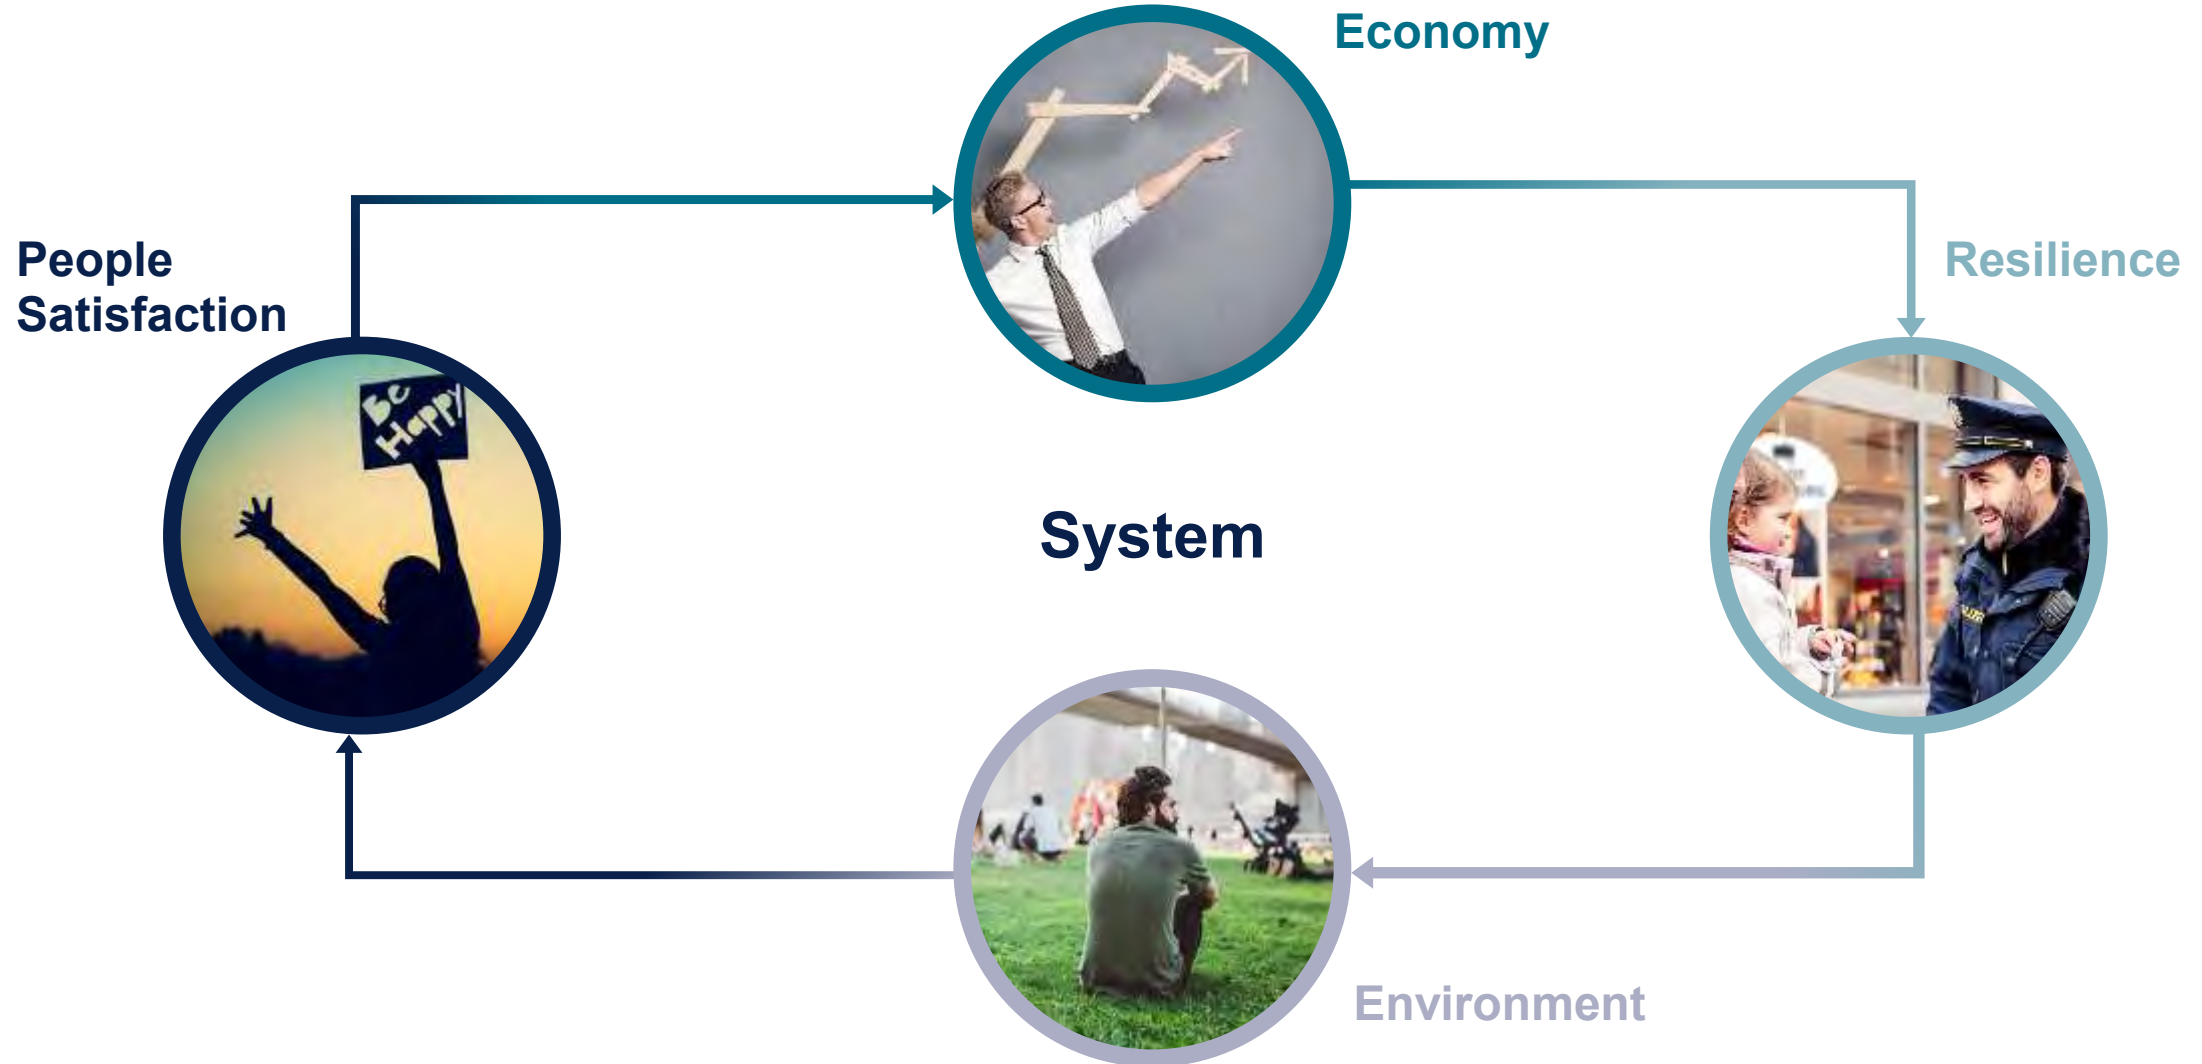 Economy
People
Satisfaction
Resilience
Be
Happy
System
Environment